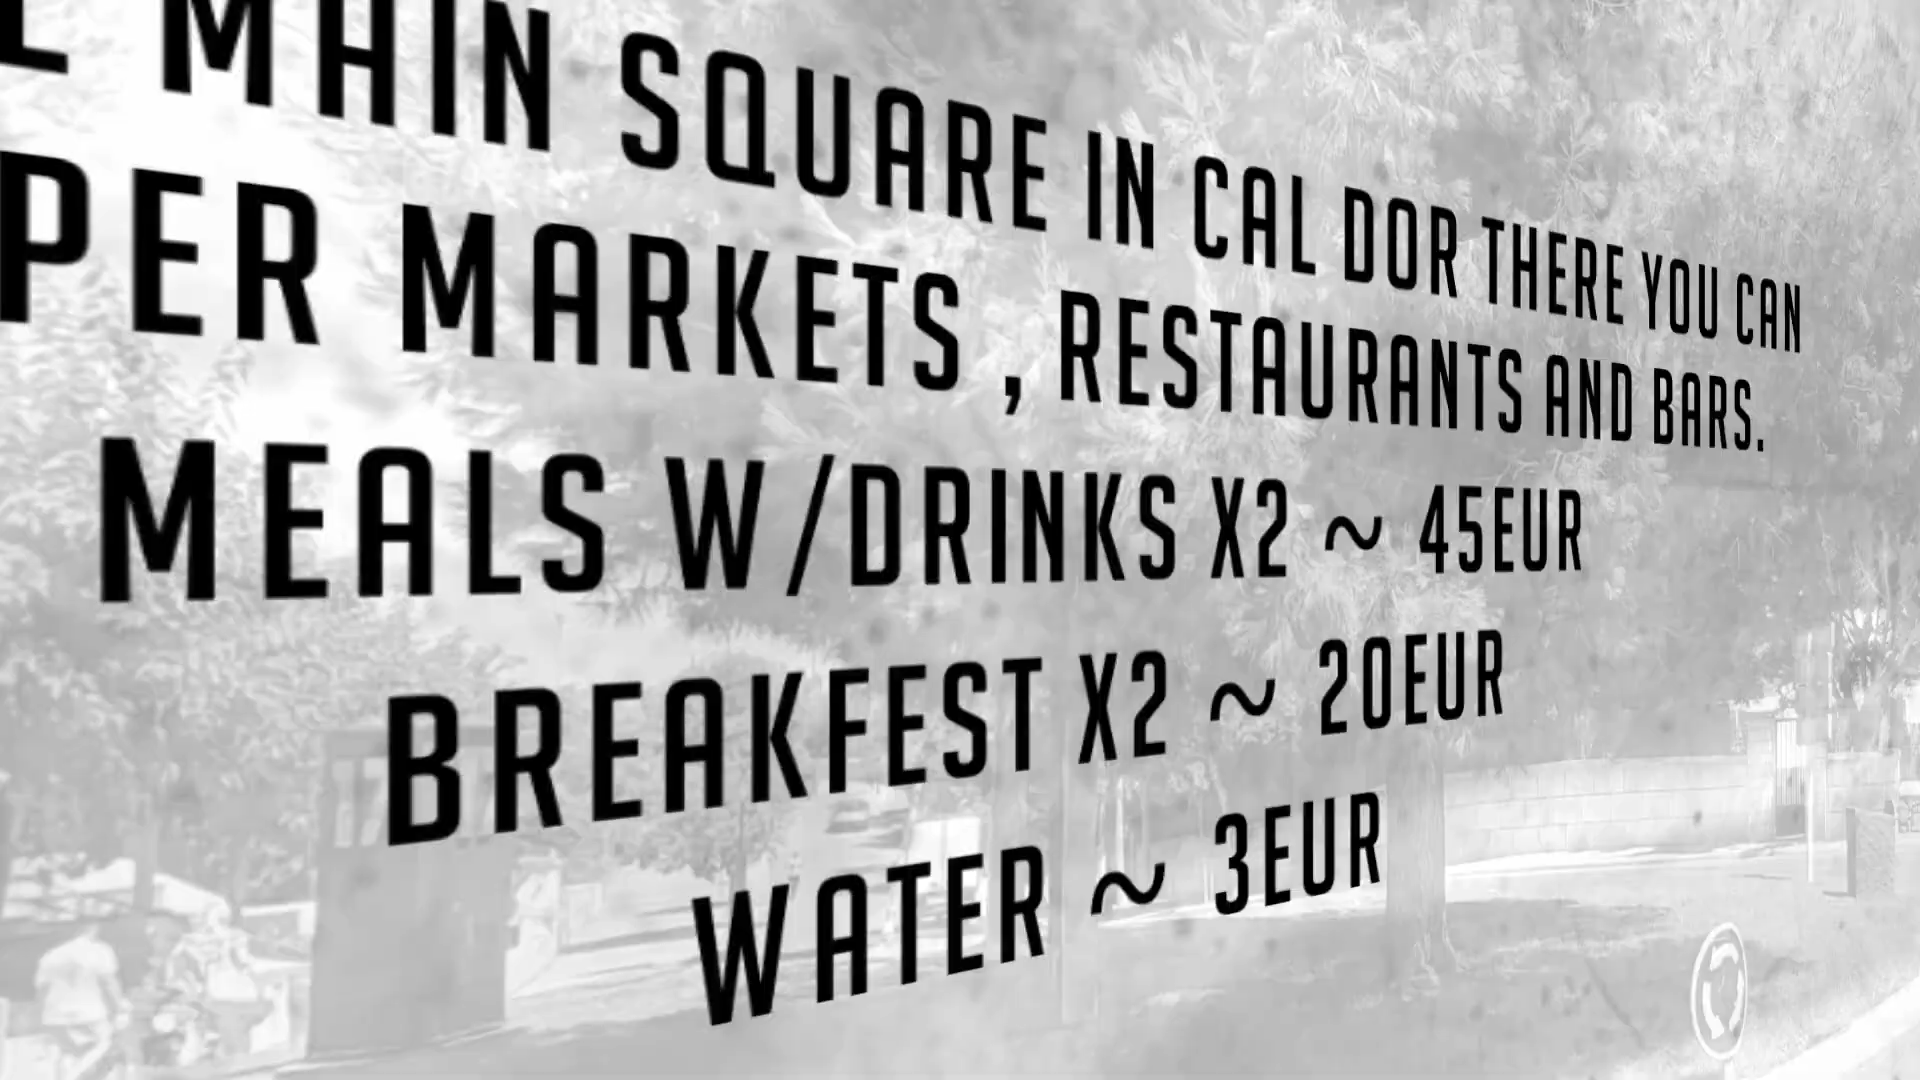 MAIN SQUARE IN CAL DOR THERE YOU CAN
PER MARKETS , RESTAURANTS AND BARS.
MEALS W/DRINKS X2 ~ 45EUR
BREAKFEST X2 ~ 20EUR
WATER ~ 3EUR